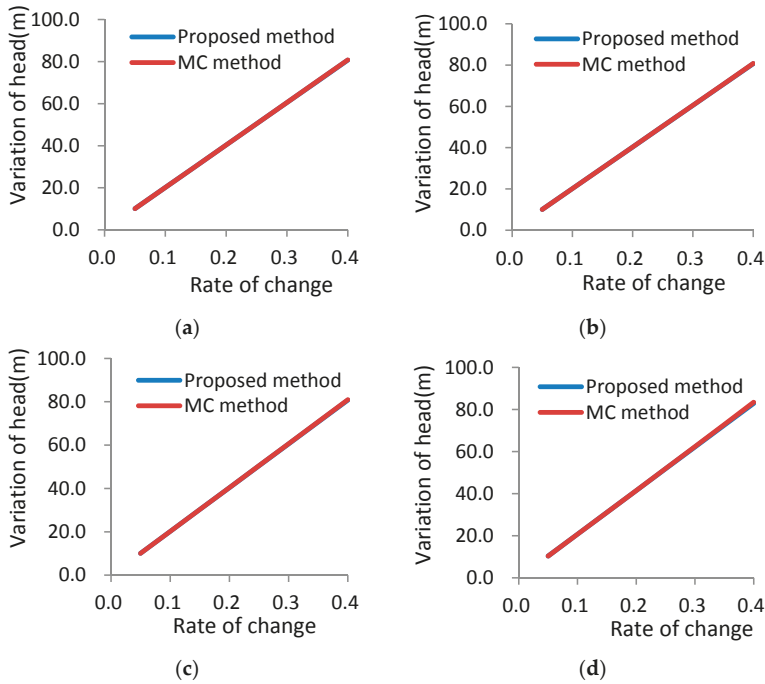 100.0
80.0
60.0
40.0
20.0
0.0
Variation of head(m)
Proposed method
MC method
0.0 0.1 0.2 0.3 0.4
Rate of change
(a)
100.0
80.0
60.0
40.0
20.0
0.0
Variation of head(m)
Proposed method
MC method
0.0 0.1 0.2 0.3 0.4
Rate of change
(b)
100.0
80.0
60.0
40.0
20.0
0.0
Variation of head(m)
Proposed method
MC method
0.0 0.1 0.2 0.3 0.4
Rate of change
(c)
100.0
80.0
60.0
40.0
20.0
0.0
Variation of head(m)
Proposed method
MC method
0.0 0.1 0.2 0.3 0.4
Rate of change
(d)